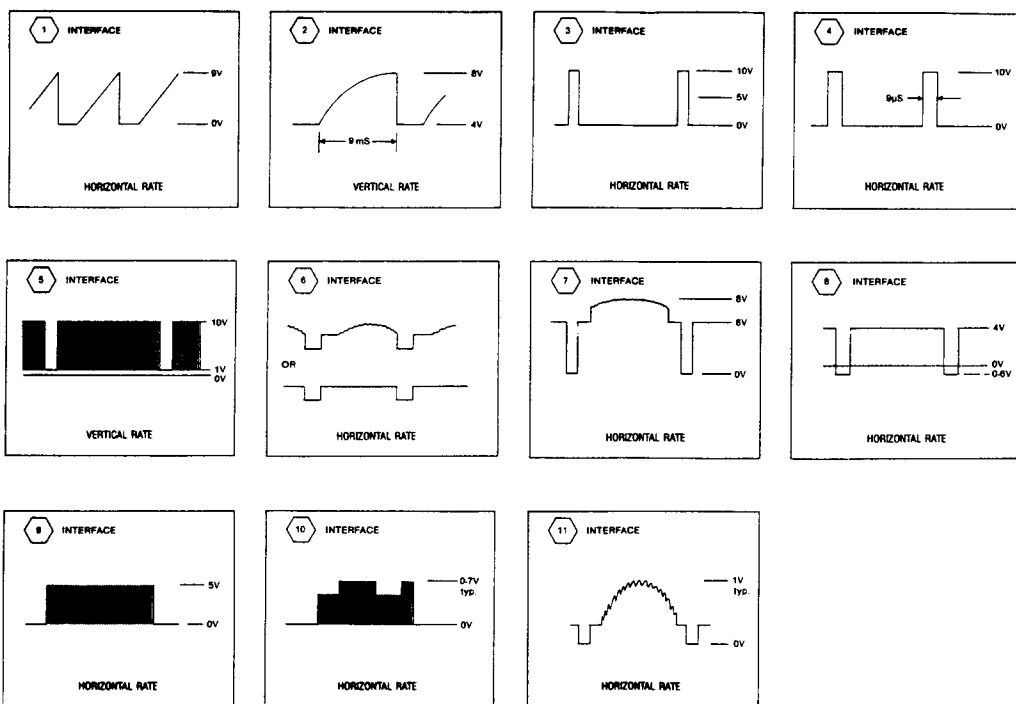 1 INTERFACE
9V
0V
HORIZONTAL RATE
2 INTERFACE
8V
4V
9 mS
VERTICAL RATE
3 INTERFACE
10V
5V
0V
HORIZONTAL RATE
4 INTERFACE
10V
9µS
0V
HORIZONTAL RATE
5 INTERFACE
10V
1V
0V
VERTICAL RATE
6 INTERFACE
OR
HORIZONTAL RATE
7 INTERFACE
8V
6V
0V
HORIZONTAL RATE
8 INTERFACE
4V
0V
0-6V
HORIZONTAL RATE
9 INTERFACE
5V
0V
HORIZONTAL RATE
10 INTERFACE
0-7V
typ.
0V
HORIZONTAL RATE
11 INTERFACE
1V
typ.
0V
HORIZONTAL RATE